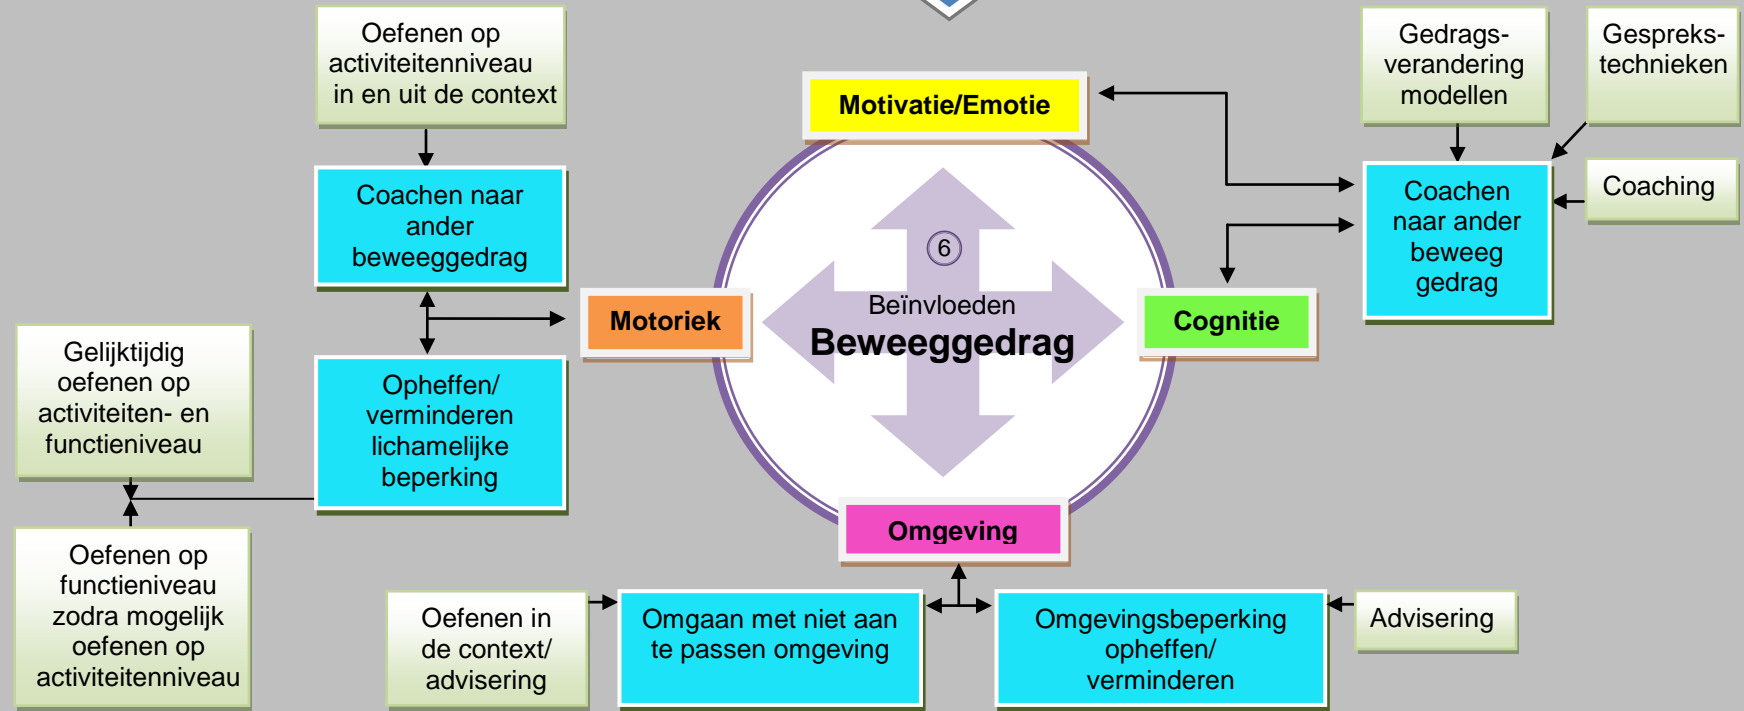 Oefenen op
activiteitenniveau
in en uit de context
Coachen naar
ander
beweeggedrag
Gelijktijdig
oefenen op
activiteiten- en
functieniveau
Opheffen/
verminderen
lichamelijke
beperking
Oefenen op
functieniveau
zodra mogelijk
oefenen op
activiteitenniveau
Motivatie/Emotie
Motoriek
6
Beïnvloeden
Beweeggedrag
Cognitie
Omgeving
Gedrags-
verandering
modellen
Gespreks-
technieken
Coaching
Coachen
naar ander
beweeg
gedrag
Oefenen in
de context/
advisering
Omgaan met niet aan
te passen omgeving
Omgevingsbeperking
opheffen/
verminderen
Advisering